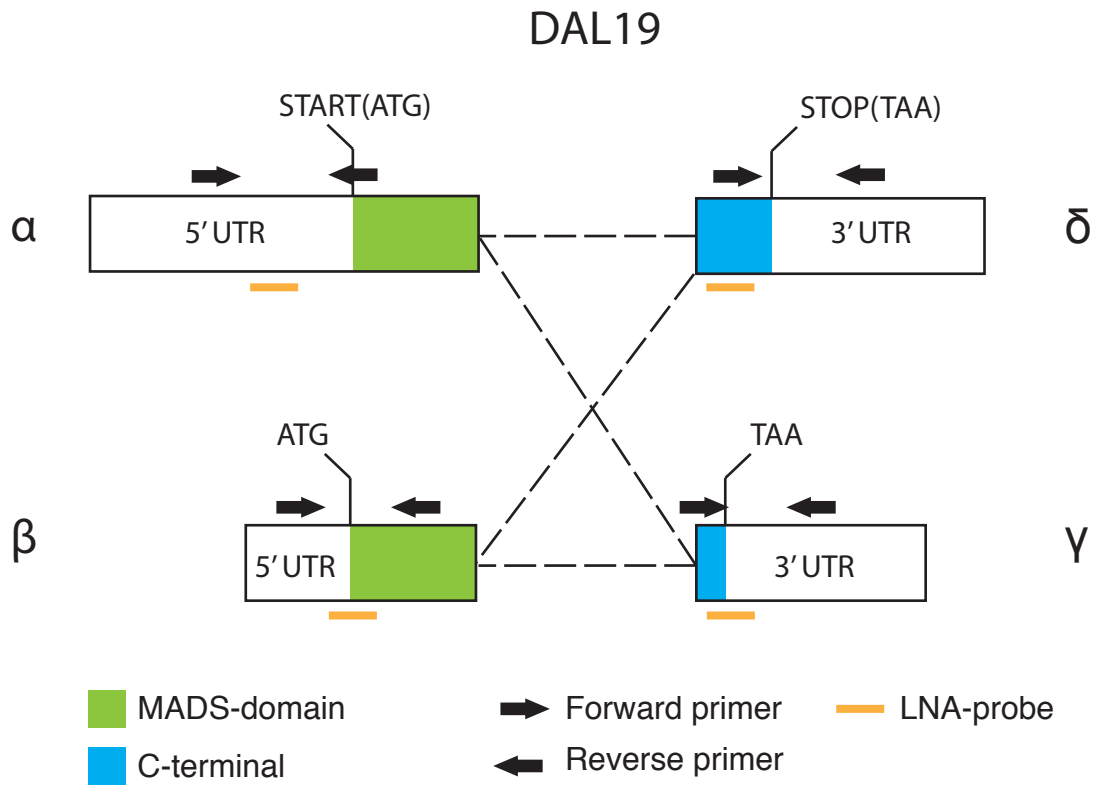 DAL19
START(ATG)
STOP(TAA)
α
5' UTR
3' UTR
δ
ATG
TAA
β
5' UTR
3' UTR
γ
MADS-domain
Forward primer
LNA-probe
C-terminal
Reverse primer